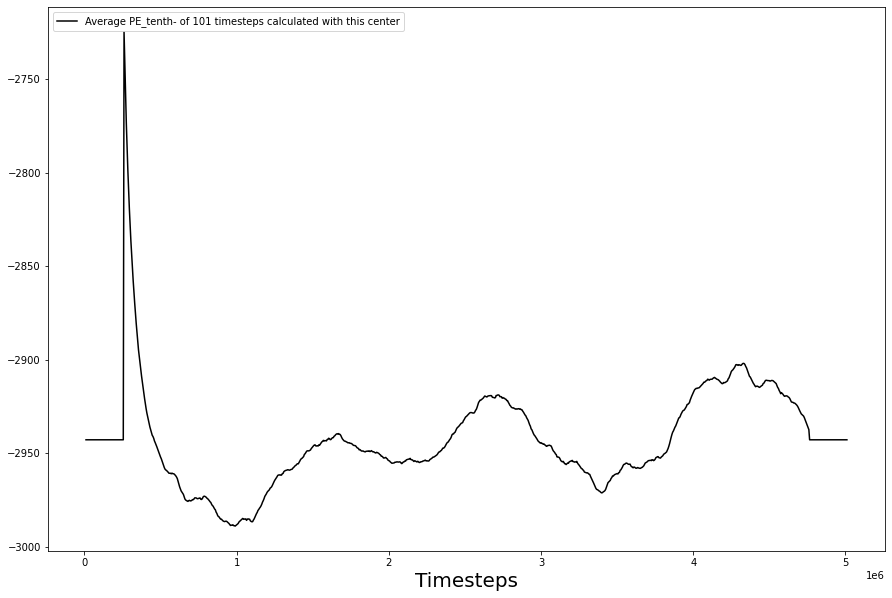 Average PE_tenth- of 101 timesteps calculated with this center
−2750
−2800
−2850
−2900
−2950
−3000
0 1 2 3 4 5
1e6
Timesteps